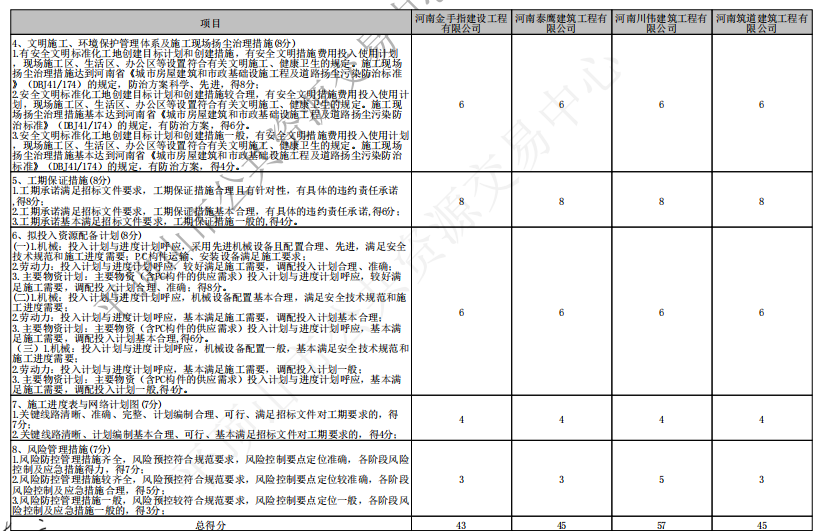 项目
河南金手指建设工程有限公司
河南泰鹰建筑工程有限公司
河南川伟建筑工程有限公司
河南筑道建筑工程有限公司
4、文明施工、环境保护管理体系及施工现场扬尘治理措施(8分)
1.有安全文明标准化工地创建目标计划和创建措施，有安全文明措施费用投入使用计划
，现场施工区、生活区、办公区等设置符合有关文明施工、健康卫生的规定。施工现场
扬尘治理措施达到河南省《城市房屋建筑和市政基础设施工程及道路扬尘污染防治标准
》（DBJ41/174）的规定，防治方案科学、先进，得8分；
2.安全文明标准化工地创建目标计划和创建措施较合理，有安全文明措施费用投入使用计
划，现场施工区、生活区、办公区等设置符合有关文明施工、健康卫生的规定。施工现
场扬尘治理措施基本达到河南省《城市房屋建筑和市政基础设施工程及道路扬尘污染防
治标准》（DBJ41/174）的规定，有防治方案，得6分。
3.安全文明标准化工地创建目标计划和创建措施一般，有安全文明措施费用投入使用计划
，现场施工区、生活区、办公区等设置符合有关文明施工、健康卫生的规定。施工现场
扬尘治理措施基本达到河南省《城市房屋建筑和市政基础设施工程及道路扬尘污染防治
标准》（DBJ41/174）的规定，有防治方案，得4分。
6 6 6 6
5、工期保证措施(8分)
1.工期承诺满足招标文件要求，工期保证措施合理且有针对性，有具体的违约责任承诺
,得8分；
2.工期承诺满足招标文件要求，工期保证措施基本合理，有具体的违约责任承诺,得6分；
3.工期承诺基本满足招标文件要求，工期保证措施一般的,得4分。
8 8 8 8
6、拟投入资源配备计划(8分)
(一)1.机械：投入计划与进度计划呼应，采用先进机械设备且配置合理、先进，满足安全
技术规范和施工进度需要；PC构件运输、安装设备满足施工要求；
2.劳动力：投入计划与进度计划呼应，较好满足施工需要，调配投入计划合理、准确；
3.主要物资计划：主要物资（含PC构件的供应需求）投入计划与进度计划呼应，较好满
足施工需要，调配投入计划合理、准确；得8分。
(二)1.机械：投入计划与进度计划呼应，机械设备配置基本合理，满足安全技术规范和施
工进度需要；
2.劳动力：投入计划与进度计划呼应，基本满足施工需要，调配投入计划基本合理；
3.主要物资计划：主要物资（含PC构件的供应需求）投入计划与进度计划呼应，基本满
足施工需要，调配投入计划基本合理,得6分。
（三）1.机械：投入计划与进度计划呼应，机械设备配置一般，基本满足安全技术规范和
施工进度需要；
2.劳动力：投入计划与进度计划呼应，基本满足施工需要，调配投入计划一般；
3.主要物资计划：主要物资（含PC构件的供应需求）投入计划与进度计划呼应，基本满
足施工需要，调配投入计划一般,得4分。
6 6 6 6
7、施工进度表与网络计划图(7分)
1.关键线路清晰、准确、完整、计划编制合理、可行、满足招标文件对工期要求的，得
7分；
2.关键线路清晰、计划编制基本合理、可行、基本满足招标文件对工期要求的，得4分；
4 4 4 4
8、风险管理措施(7分)
1.风险防控管理措施齐全，风险预控符合规范要求，风险控制要点定位准确，各阶段风险
控制及应急措施得力，得7分；
2.风险防控管理措施较齐全，风险预控符合规范要求，风险控制要点定位较准确，各阶段
风险控制及应急措施合理，得5分；
3.风险防控管理措施一般，风险预控较符合规范要求，风险控制要点定位一般，各阶段风
险控制及应急措施一般的，得3分；
3 3 5 3
总得分 43 45 57 45